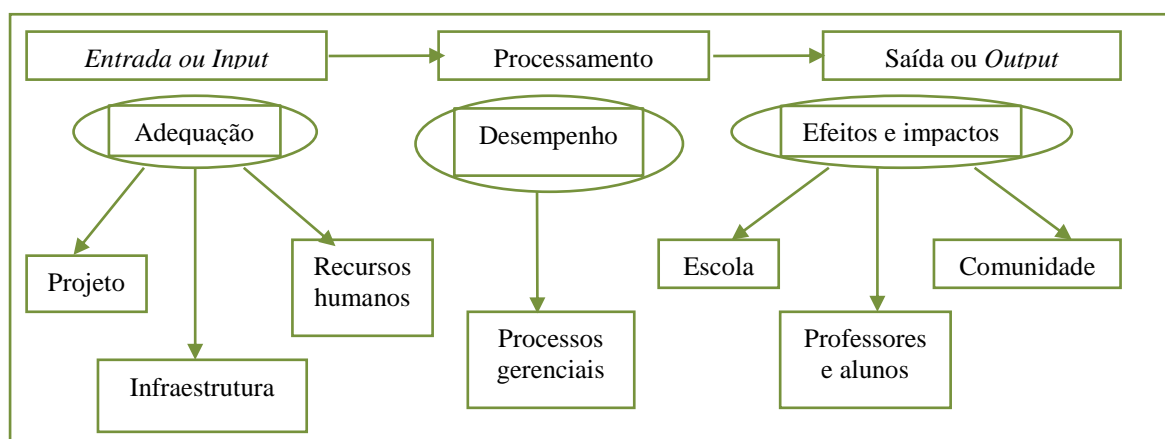 Entrada ou Input
Processamento
Saída ou Output
Adequação
Desempenho
Efeitos e impactos
Projeto
Recursos
humanos
Escola
Comunidade
Infraestrutura
Processos
gerenciais
Professores
e alunos